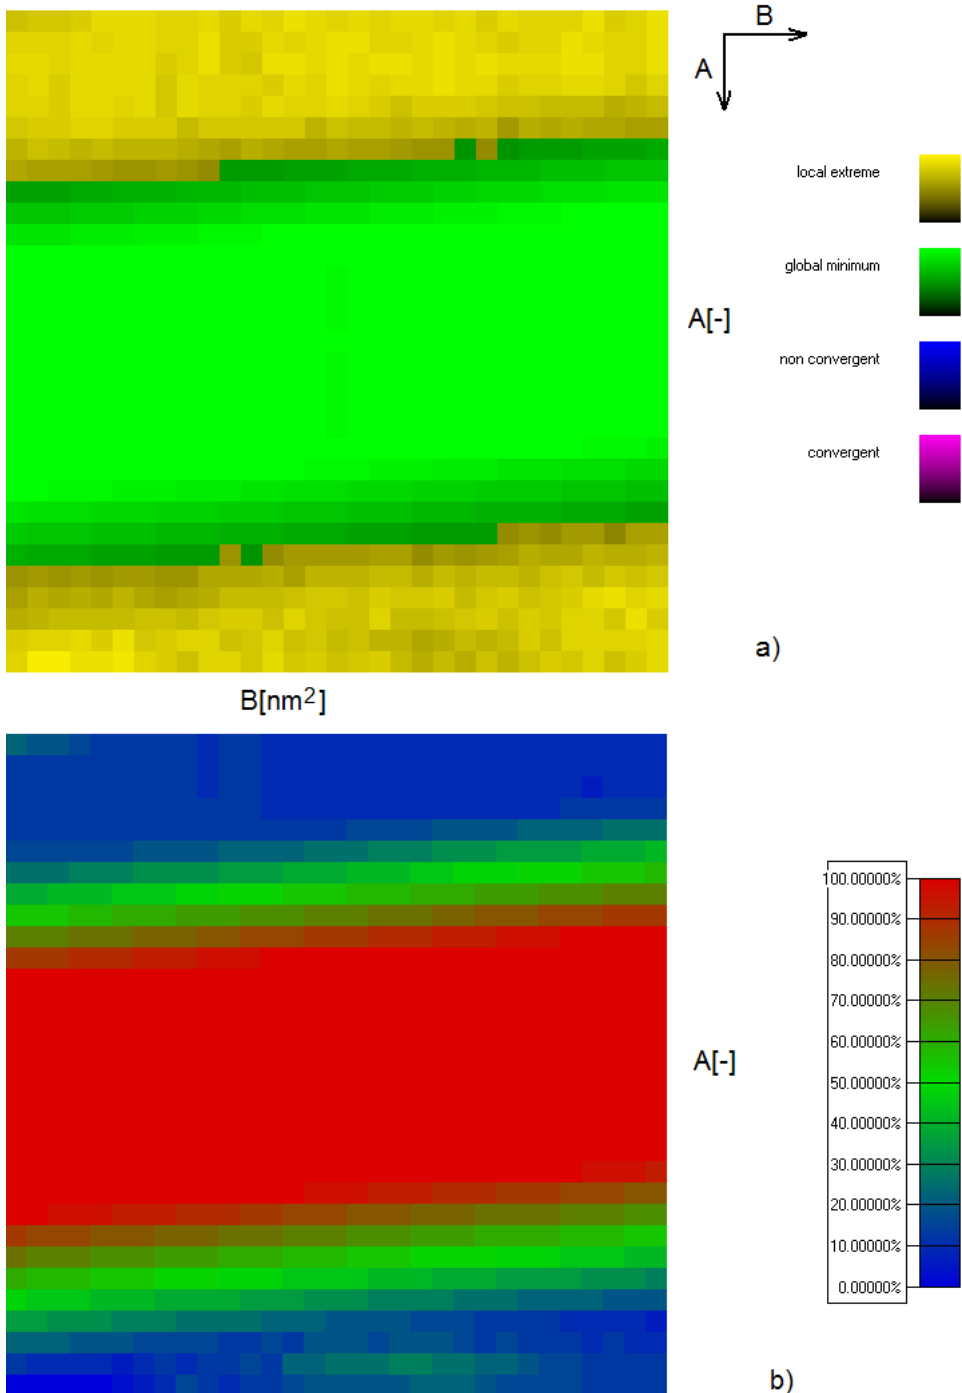 B
A
local extreme
global minimum
A[-]
non convergent
convergent
a)
B[nm²]
100.00000%
90.00000%
80.00000%
70.00000%
60.00000%
A[-]
50.00000%
40.00000%
30.00000%
20.00000%
10.00000%
0.00000%
b)